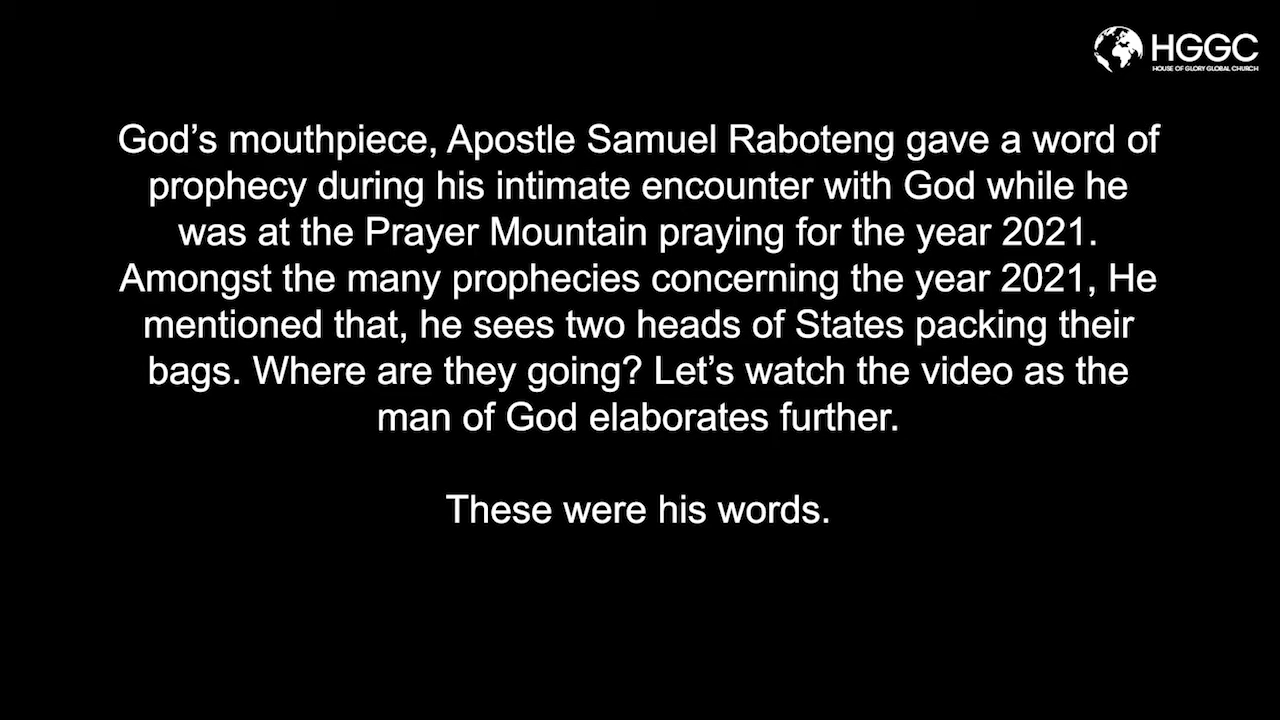 HGGC
HOUSE OF GLORY GLOBAL CHURCH
God’s mouthpiece, Apostle Samuel Raboteng gave a word of
prophecy during his intimate encounter with God while he
was at the Prayer Mountain praying for the year 2021.
Amongst the many prophecies concerning the year 2021, He
mentioned that, he sees two heads of States packing their
bags. Where are they going? Let’s watch the video as the
man of God elaborates further.
These were his words.